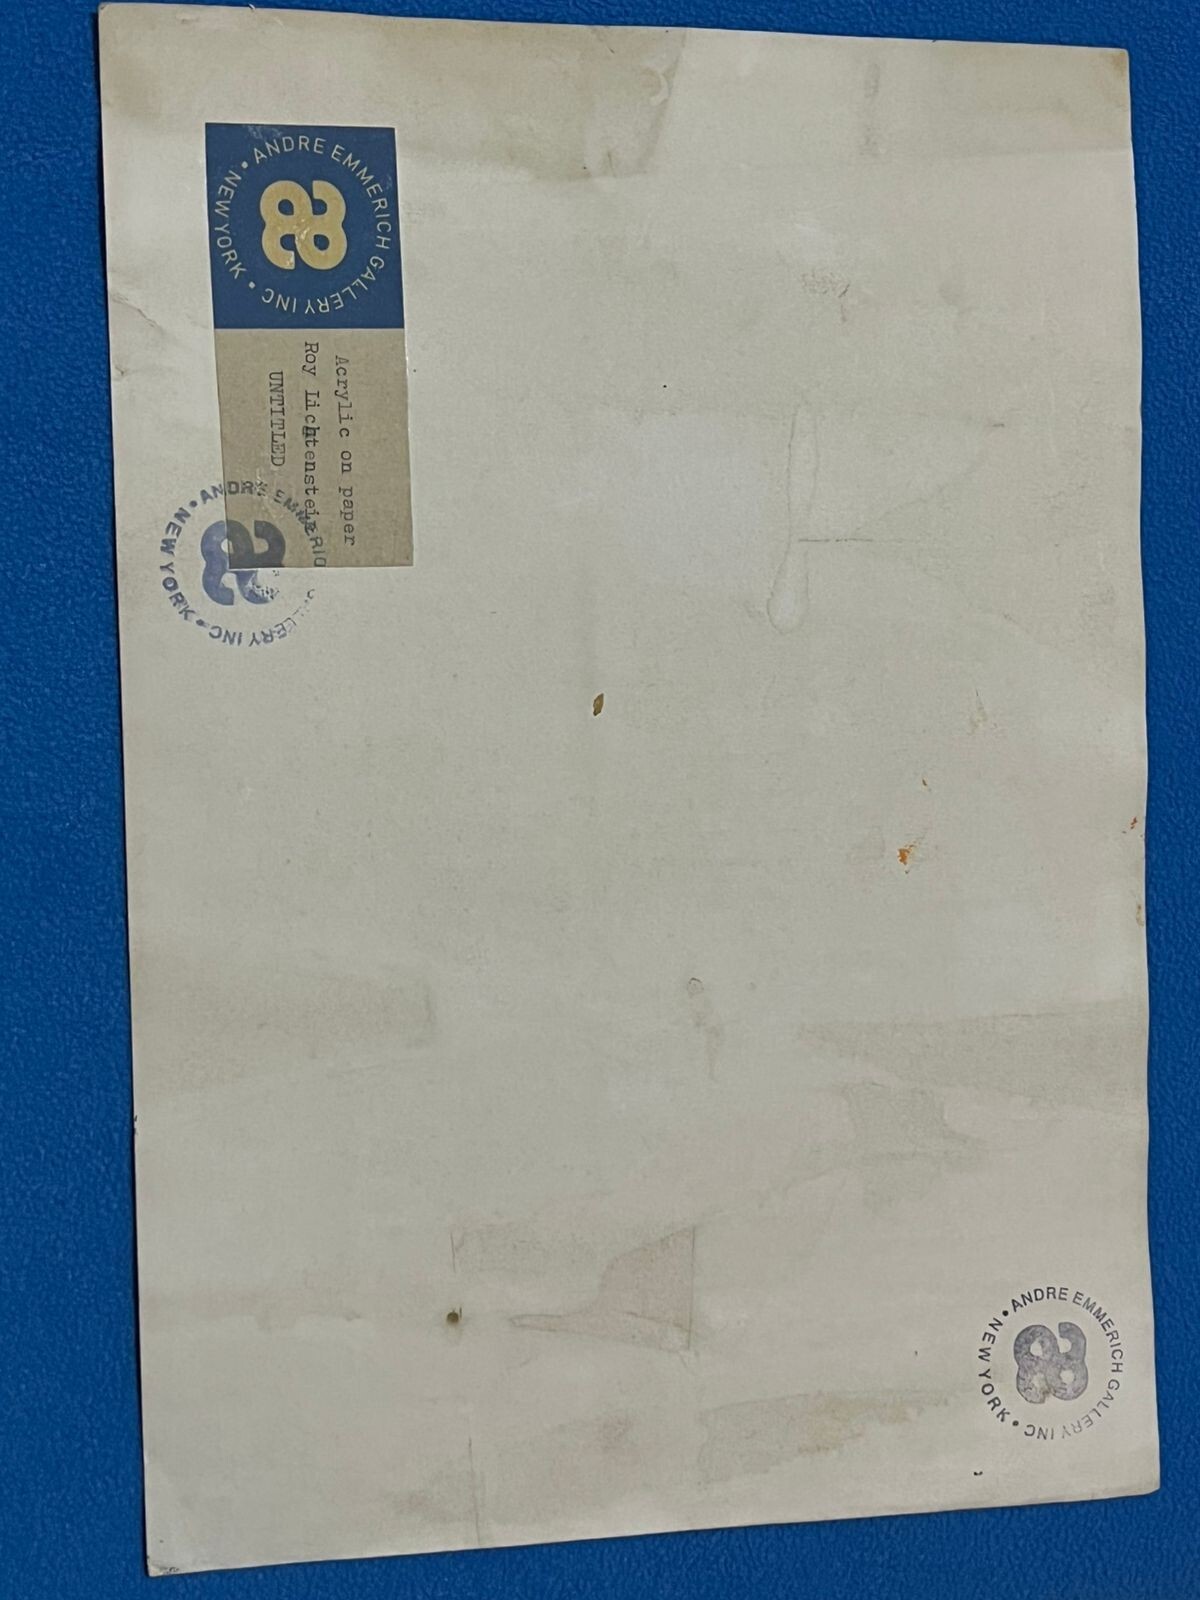 • ANDRE EMMERICH GALLERY INC • NEW YORK
Acrylic on paper
Roy Lichtenstein
UNTITLED
• ANDRE EMMERIC GALLERY INC • NEW YORK
• ANDRE EMMERICH GALLERY INC • NEW YORK